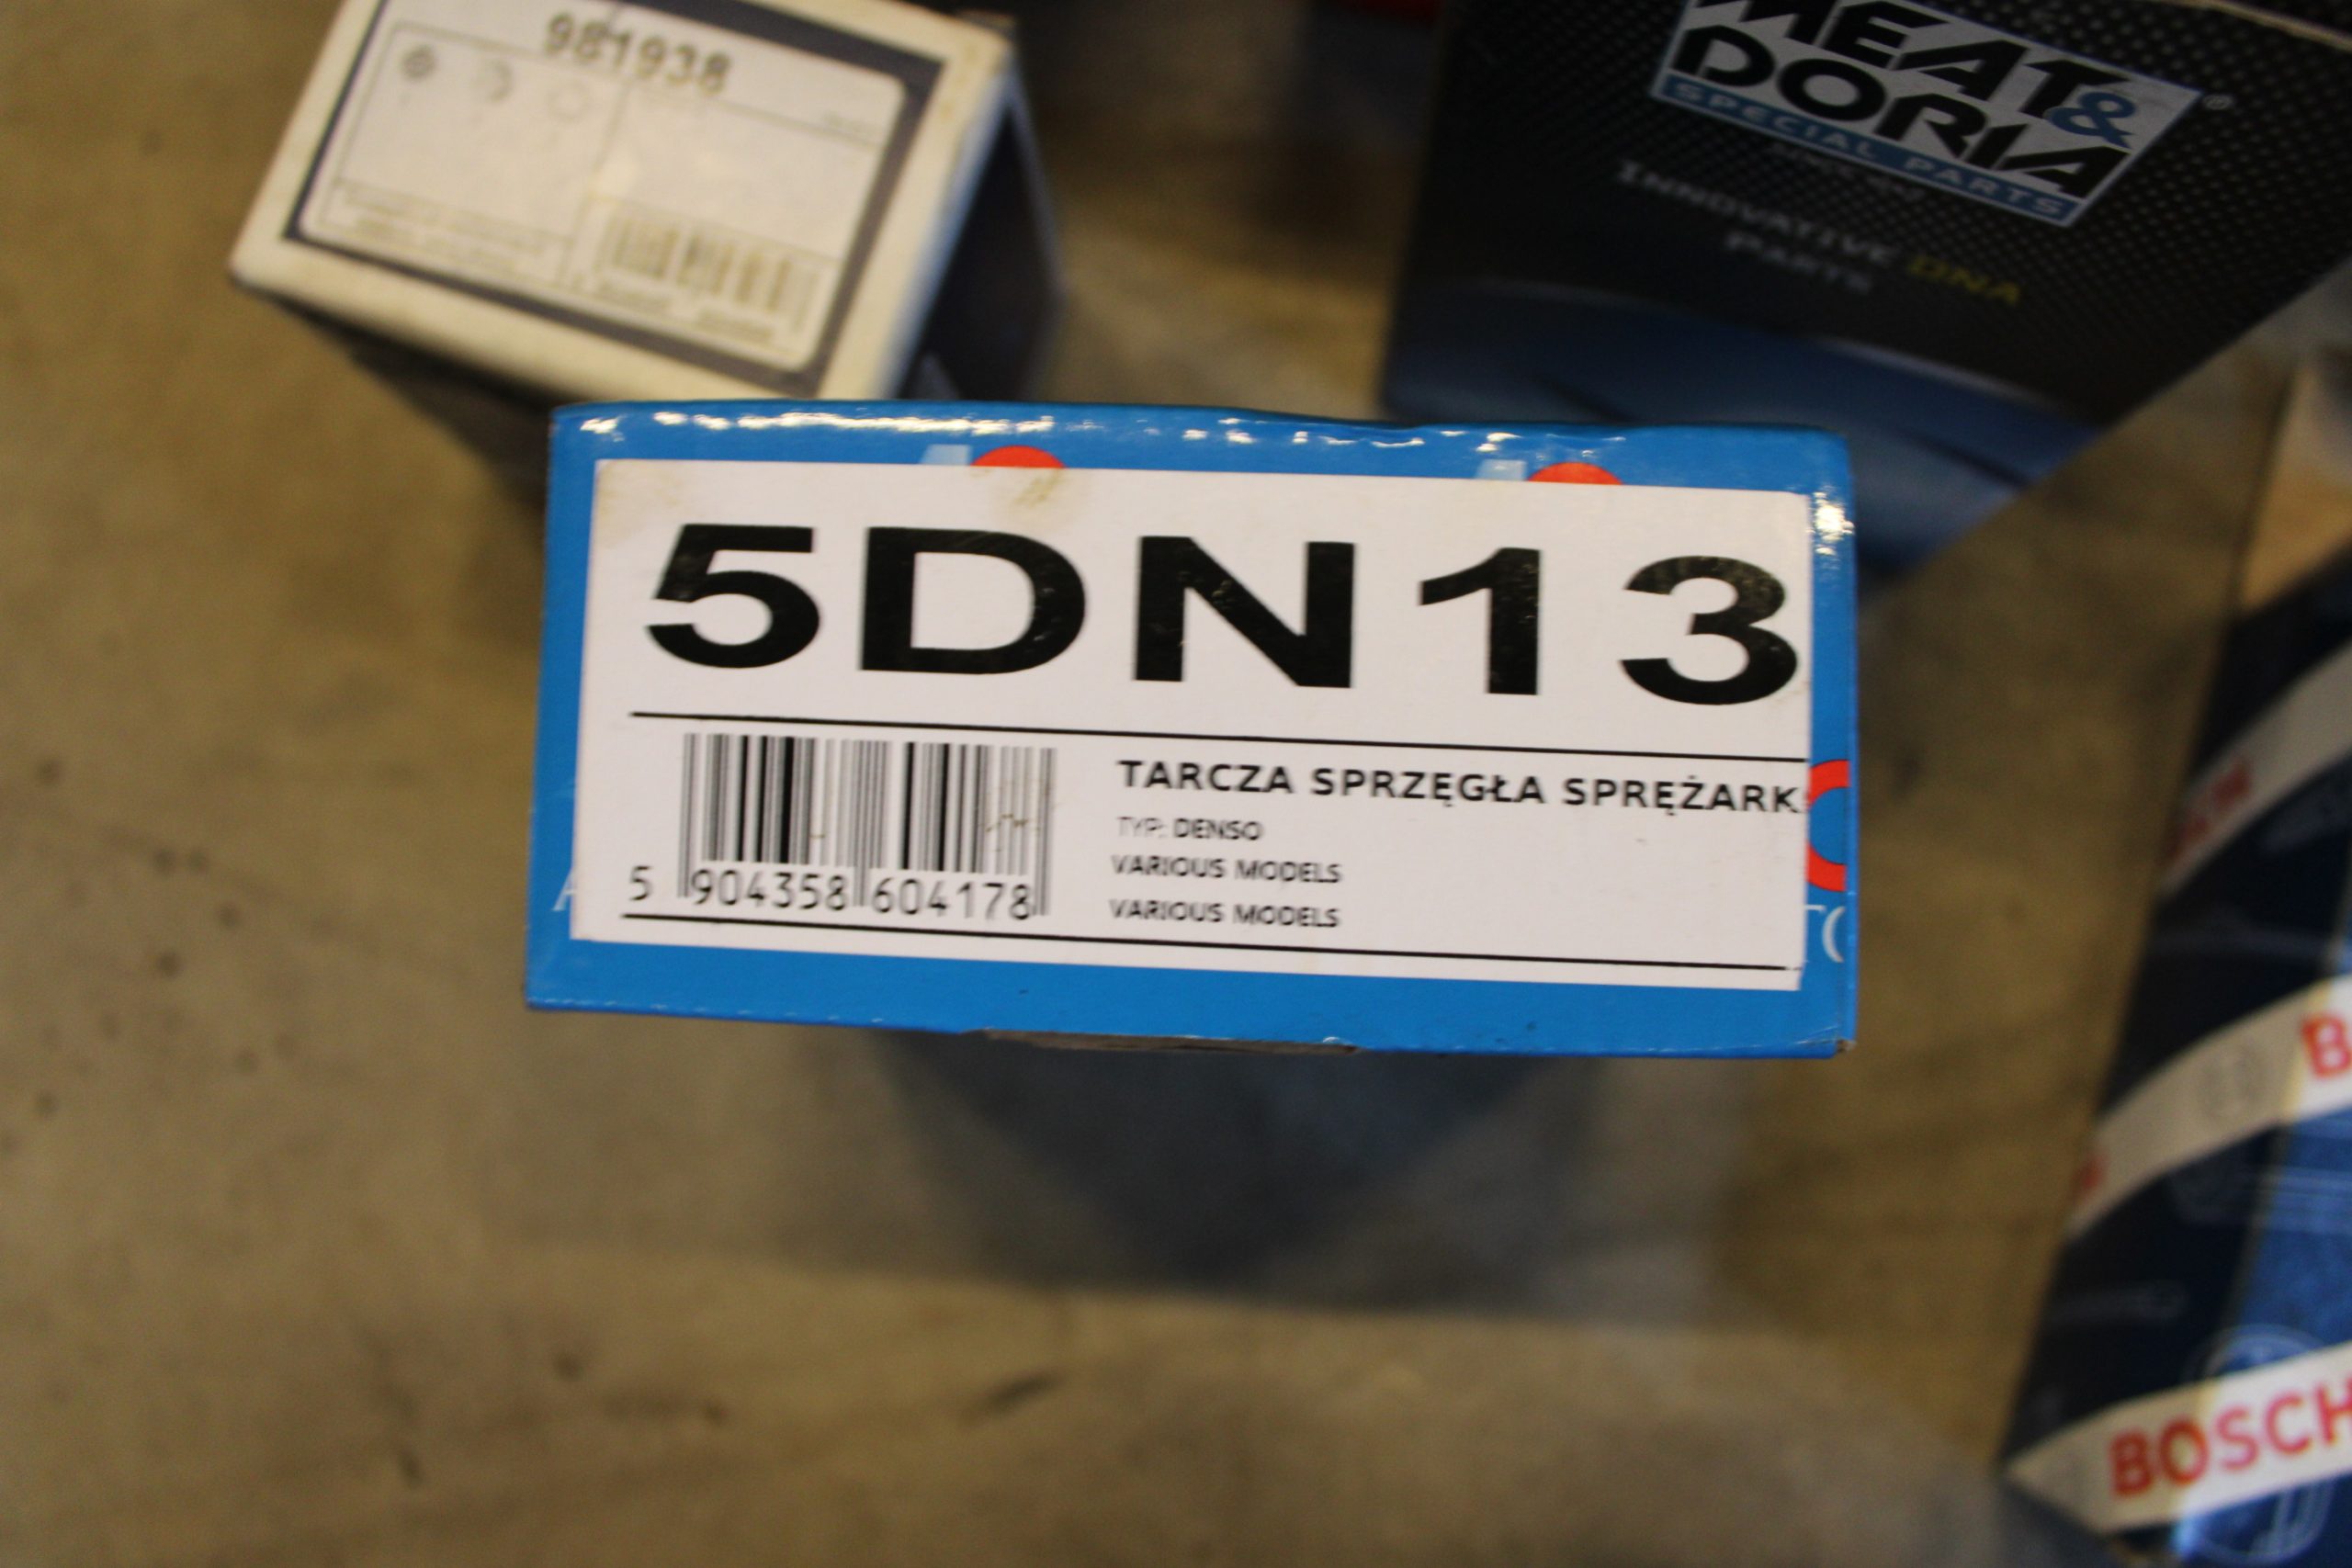 981938
MEAT&
DORIA
®
SPECIAL PARTS
INNOVATIVE DNA
PARTS
5DN13
TARCZA SPRZĘGŁA SPRĘŻARK
TYP: DENSO
VARIOUS MODELS
VARIOUS MODELS
5 904358 604178
BOSCH